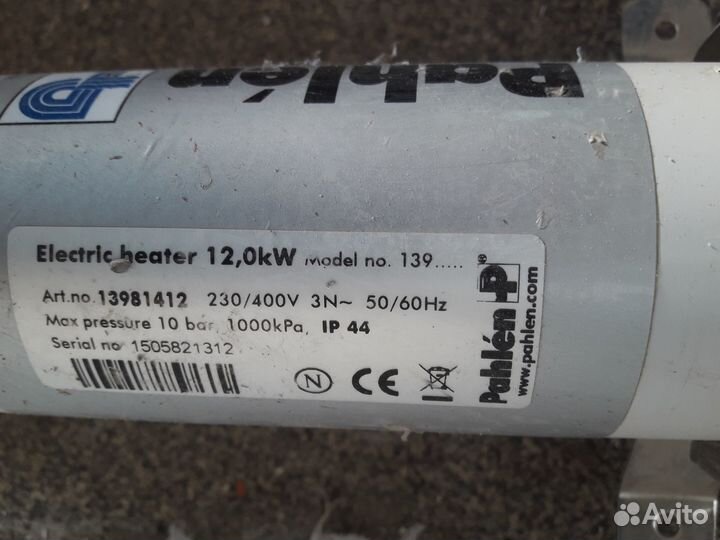 Pahlén
Electric heater 12,0kW Model no. 139.....
Art.no.13981412 230/400V 3N~ 50/60Hz
Max pressure 10 bar, 1000kPa, IP 44
Serial no 1505821312
N CE
Pahlén P®
www.pahlen.com
Avito